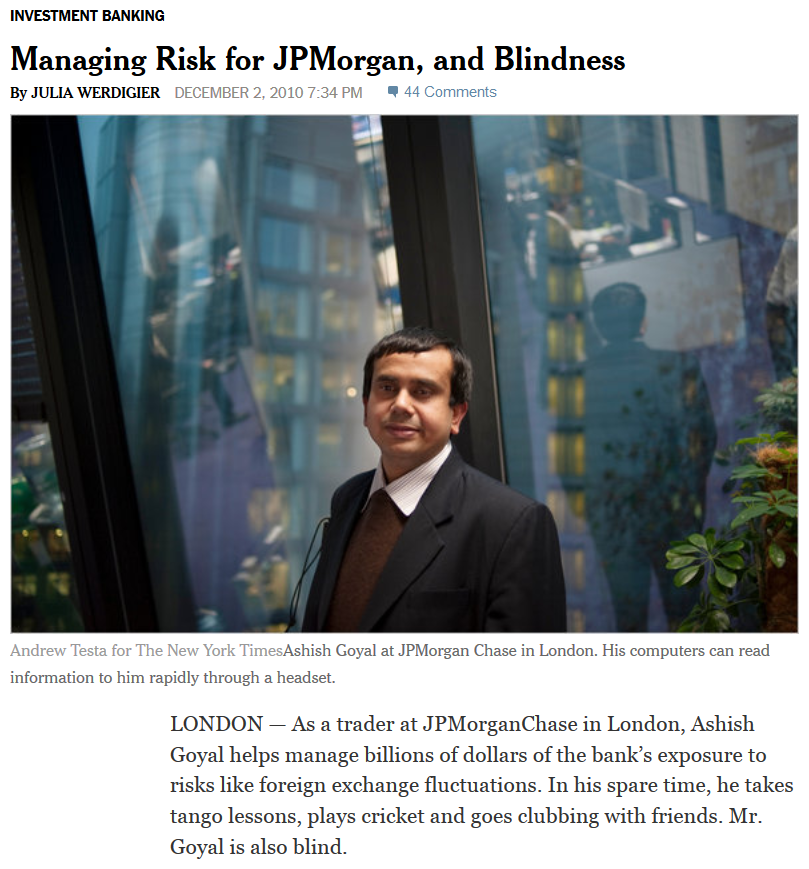 INVESTMENT BANKING
Managing Risk for JPMorgan, and Blindness
By JULIA WERDIGIER DECEMBER 2, 2010 7:34 PM 44 Comments
Andrew Testa for The New York TimesAshish Goyal at JPMorgan Chase in London. His computers can read
information to him rapidly through a headset.
LONDON — As a trader at JPMorganChase in London, Ashish
Goyal helps manage billions of dollars of the bank’s exposure to
risks like foreign exchange fluctuations. In his spare time, he takes
tango lessons, plays cricket and goes clubbing with friends. Mr.
Goyal is also blind.